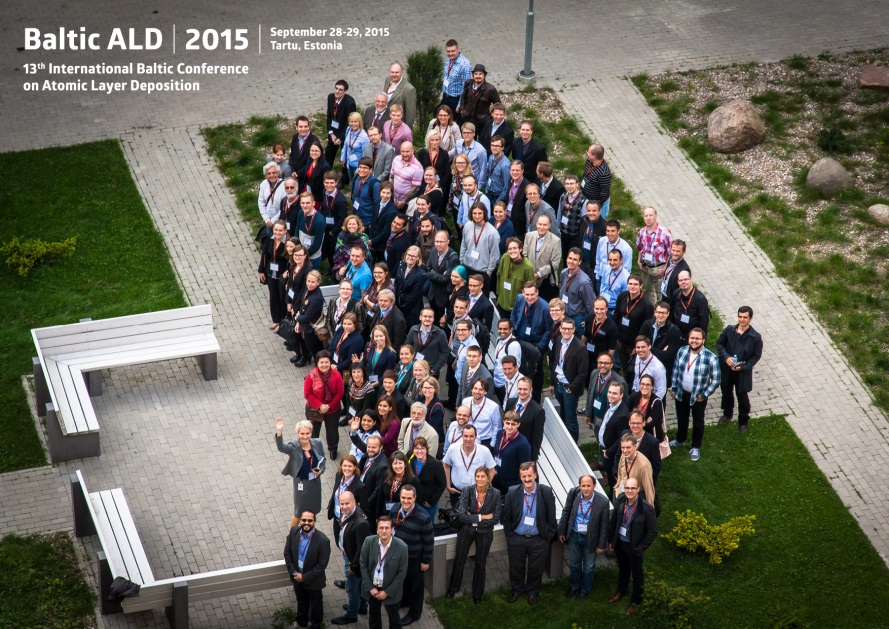 Baltic ALD | 2015 | September 28-29, 2015
Tartu, Estonia
13th International Baltic Conference
on Atomic Layer Deposition